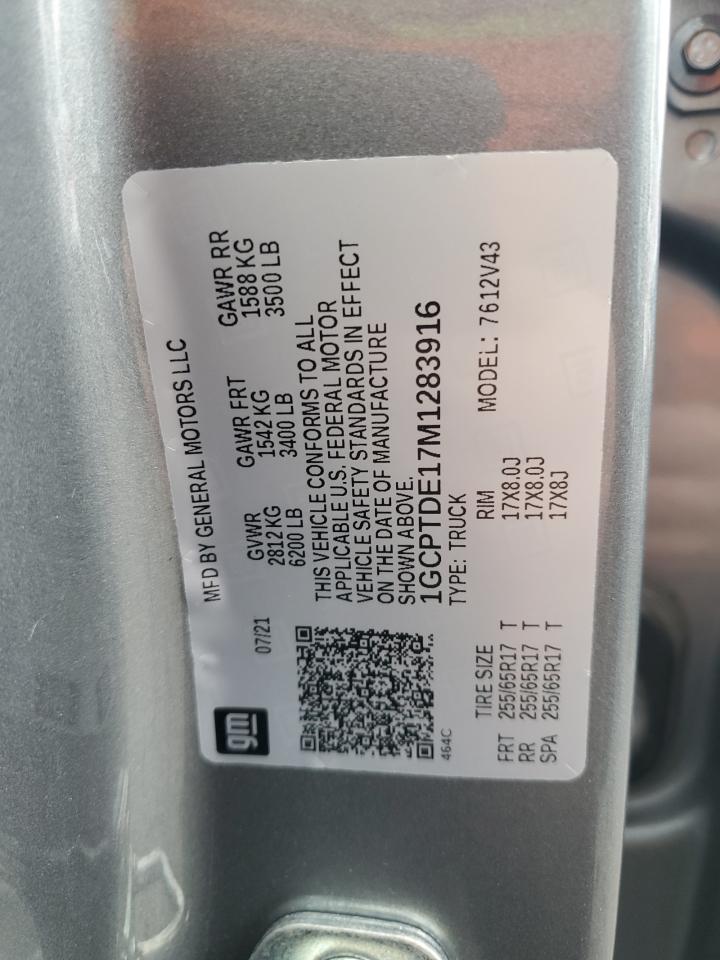 gm
07/21
MFD BY GENERAL MOTORS LLC
GVWR GAWR FRT GAWR RR
2812 KG 1542 KG 1588 KG
6200 LB 3400 LB 3500 LB
THIS VEHICLE CONFORMS TO ALL
APPLICABLE U.S. FEDERAL MOTOR
VEHICLE SAFETY STANDARDS IN EFFECT
ON THE DATE OF MANUFACTURE
SHOWN ABOVE.
1GCPTDE17M1283916
464C
TYPE: TRUCK
TIRE SIZE RIM MODEL: 7612V43
FRT 255/65R17 T 17X8.0J
RR 255/65R17 T 17X8.0J
SPA 255/65R17 T 17X8J